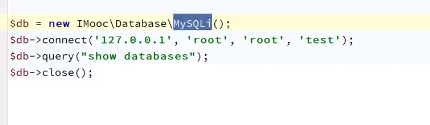 $db = new IMooc\Database\MySQLi();
$db->connect('127.0.0.1', 'root', 'root', 'test');
$db->query("show databases");
$db->close();